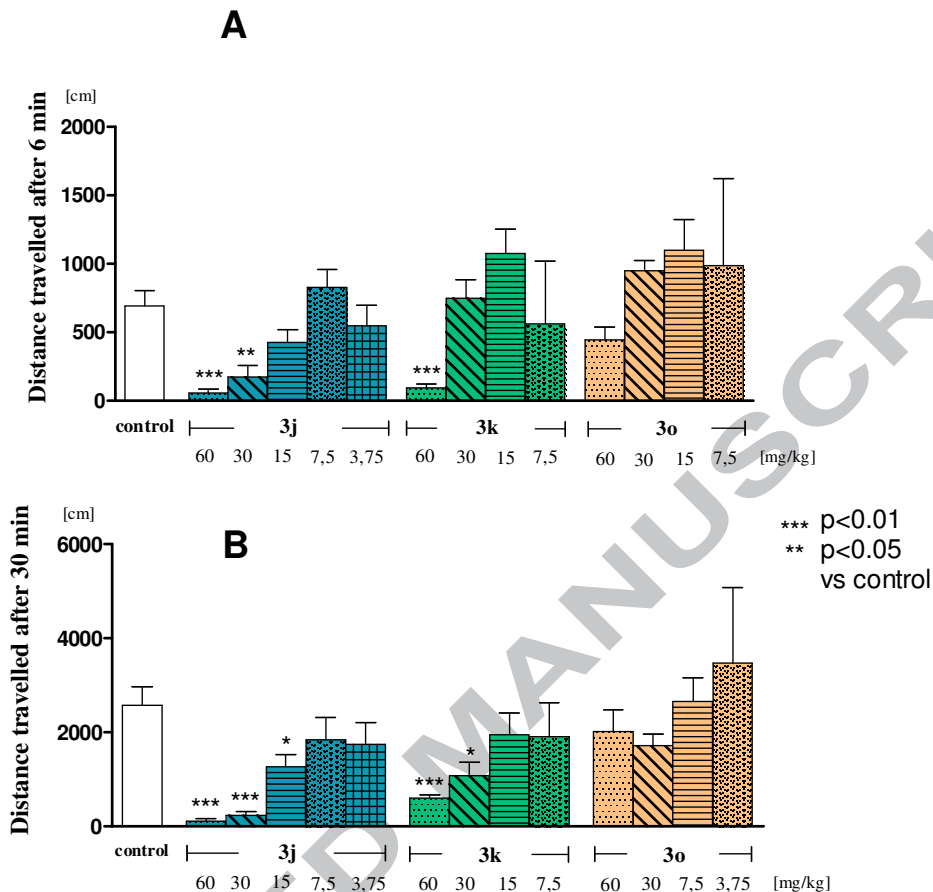 A
[cm]
Distance travelled after 6 min
2000
1500
1000
500
0
*** ** ***
control 3j 3k 3o
60 30 15 7,5 3,75 60 30 15 7,5 60 30 15 7,5 [mg/kg]
B
[cm]
Distance travelled after 30 min
6000
4000
2000
0
*** *** * *** *
control 3j 3k 3o
60 30 15 7,5 3,75 60 30 15 7,5 60 30 7,5 3,75 [mg/kg]
*** p<0.01
** p<0.05
vs control
ED MANUSCRI